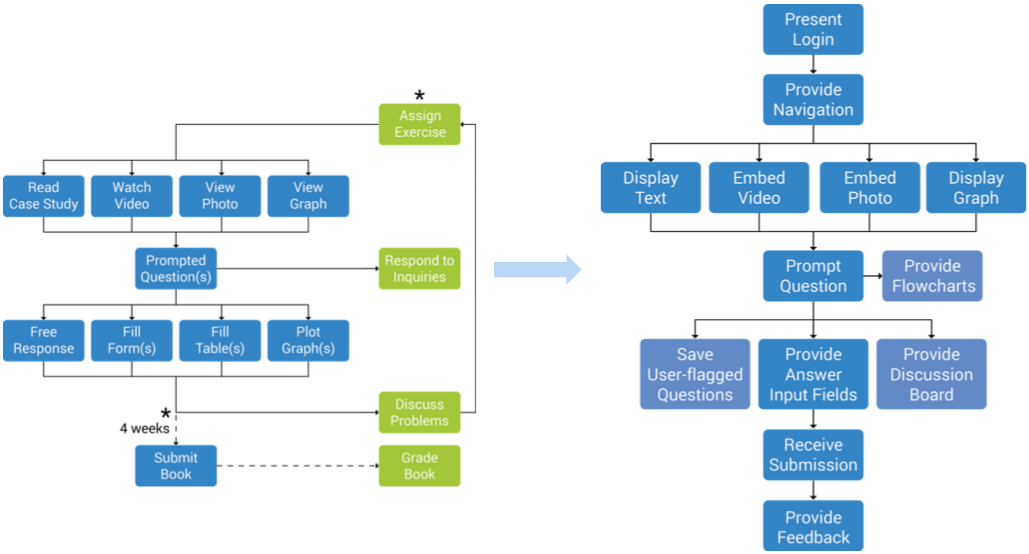 *
Assign
Exercise
Read
Case Study
Watch
Video
View
Photo
View
Graph
Prompted
Question(s)
Respond to
Inquiries
Free
Response
Fill
Form(s)
Fill
Table(s)
Plot
Graph(s)
Discuss
Problems
*
4 weeks
Submit
Book
Grade
Book
Present
Login
Provide
Navigation
Display
Text
Embed
Video
Embed
Photo
Display
Graph
Prompt
Question
Provide
Flowcharts
Save
User-flagged
Questions
Provide
Answer
Input Fields
Provide
Discussion
Board
Receive
Submission
Provide
Feedback